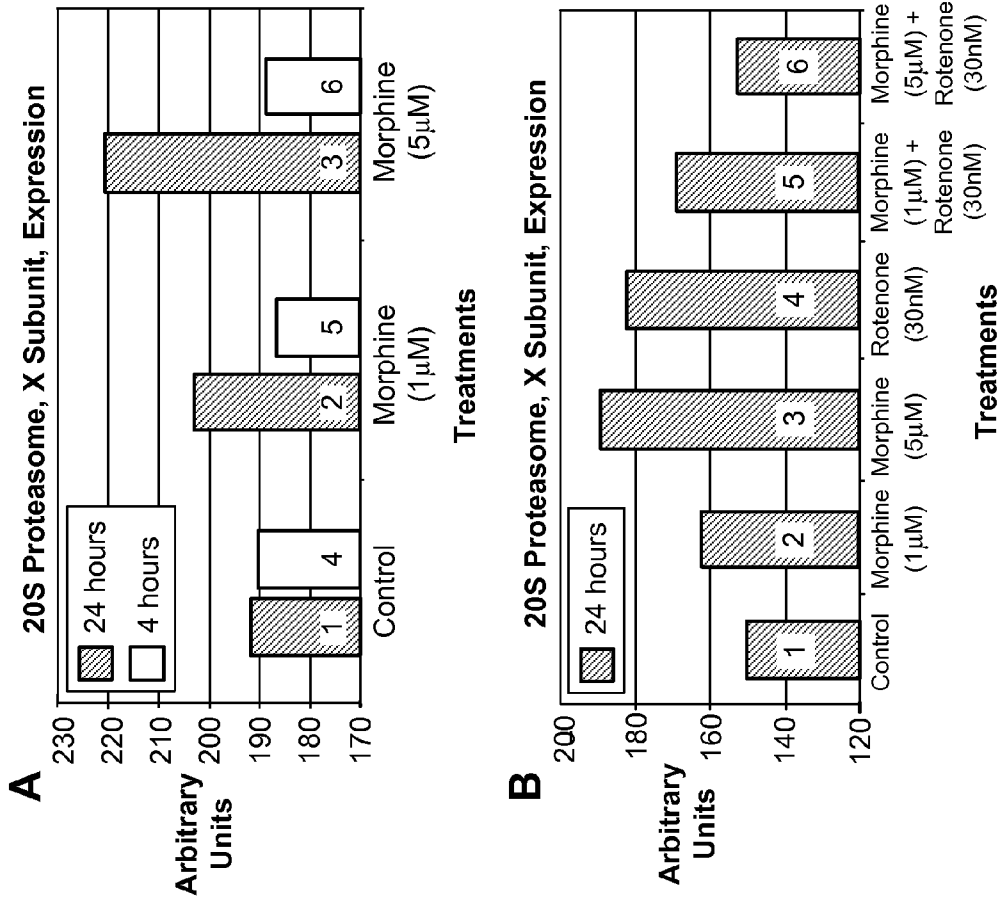 A
20S Proteasome, X Subunit, Expression
24 hours
4 hours
230
220
210
200
190
180
170
Arbitrary
Units
1
4
2
5
3
6
Control
Morphine
(1µM)
Morphine
(5µM)
Treatments
B
20S Proteasome, X Subunit, Expression
24 hours
200
180
160
140
120
Arbitrary
Units
1
2
3
4
5
6
Control
Morphine
(1µM)
Morphine
(5µM)
Rotenone
(30nM)
Morphine
(1µM) +
Rotenone
(30nM)
Morphine
(5µM) +
Rotenone
(30nM)
Treatments